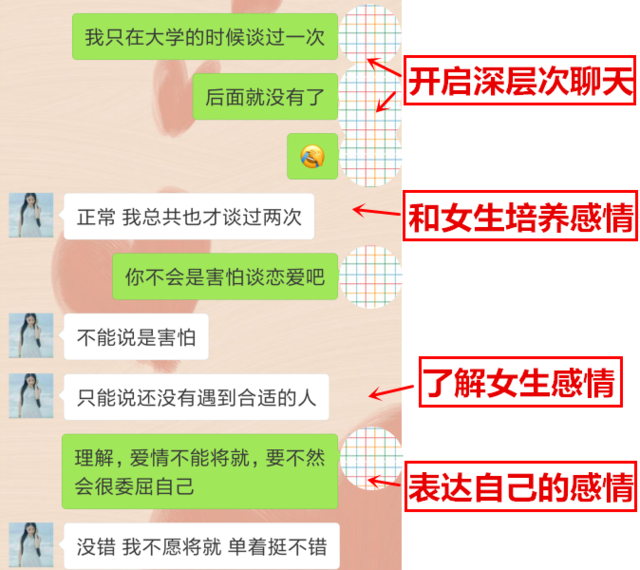 我只在大学的时候谈过一次
开启深层次聊天
后面就没有了
正常 我总共也才谈过两次
和女生培养感情
你不会是害怕谈恋爱吧
不能说是害怕
了解女生感情
只能说还没有遇到合适的人
理解，爱情不能将就，要不然
会很委屈自己
表达自己的感情
没错 我不愿将就 单着挺不错